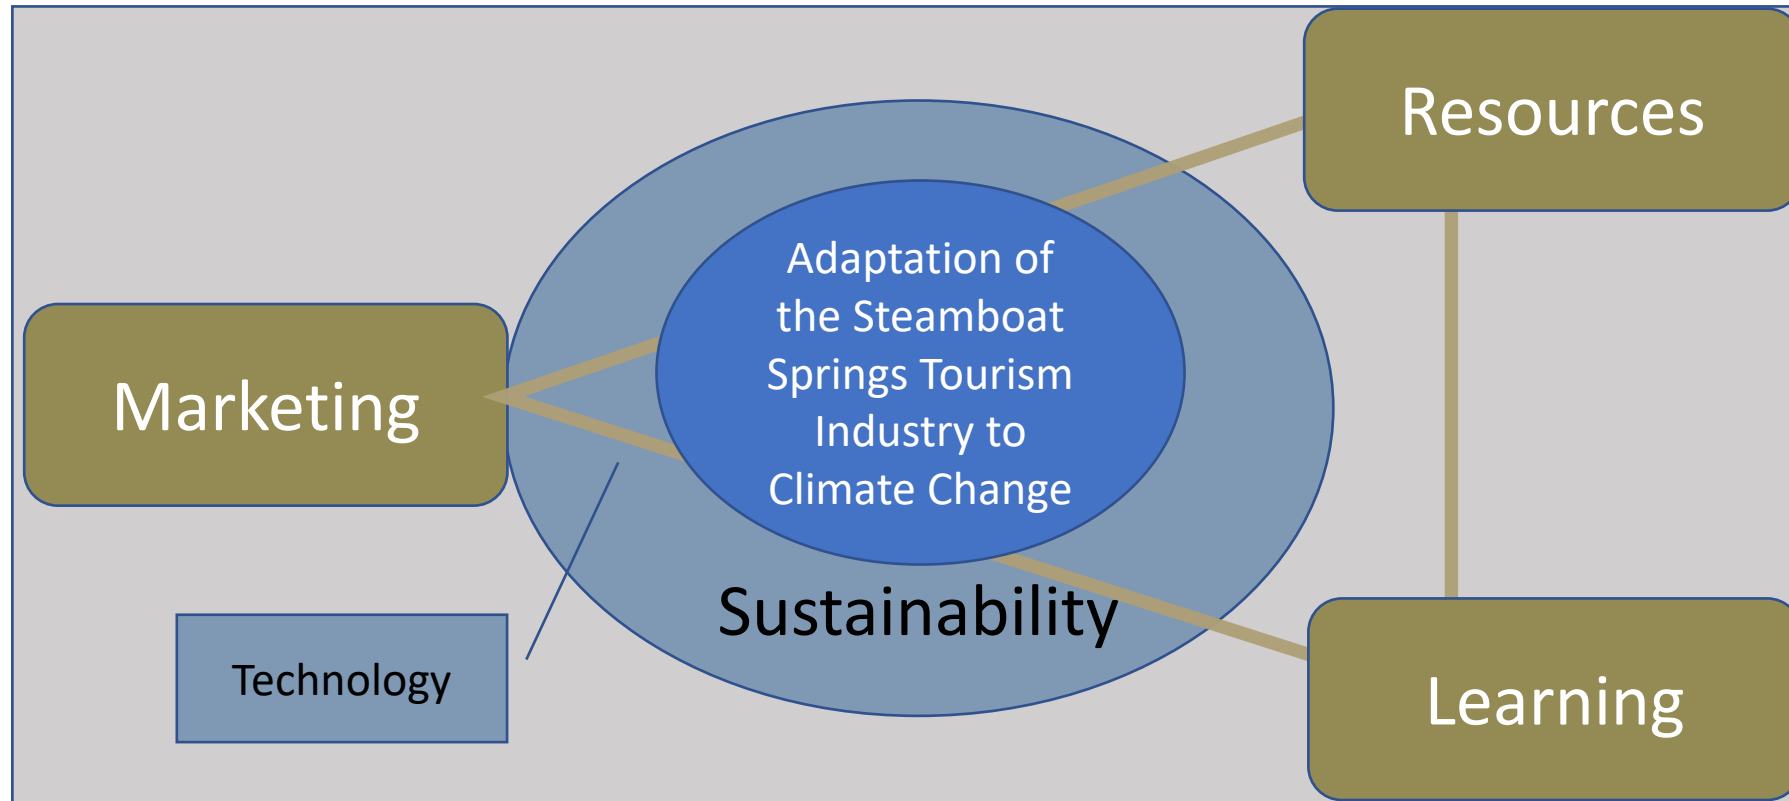 Resources
Adaptation of
the Steamboat
Springs Tourism
Industry to
Climate Change
Marketing
Sustainability
Technology
Learning